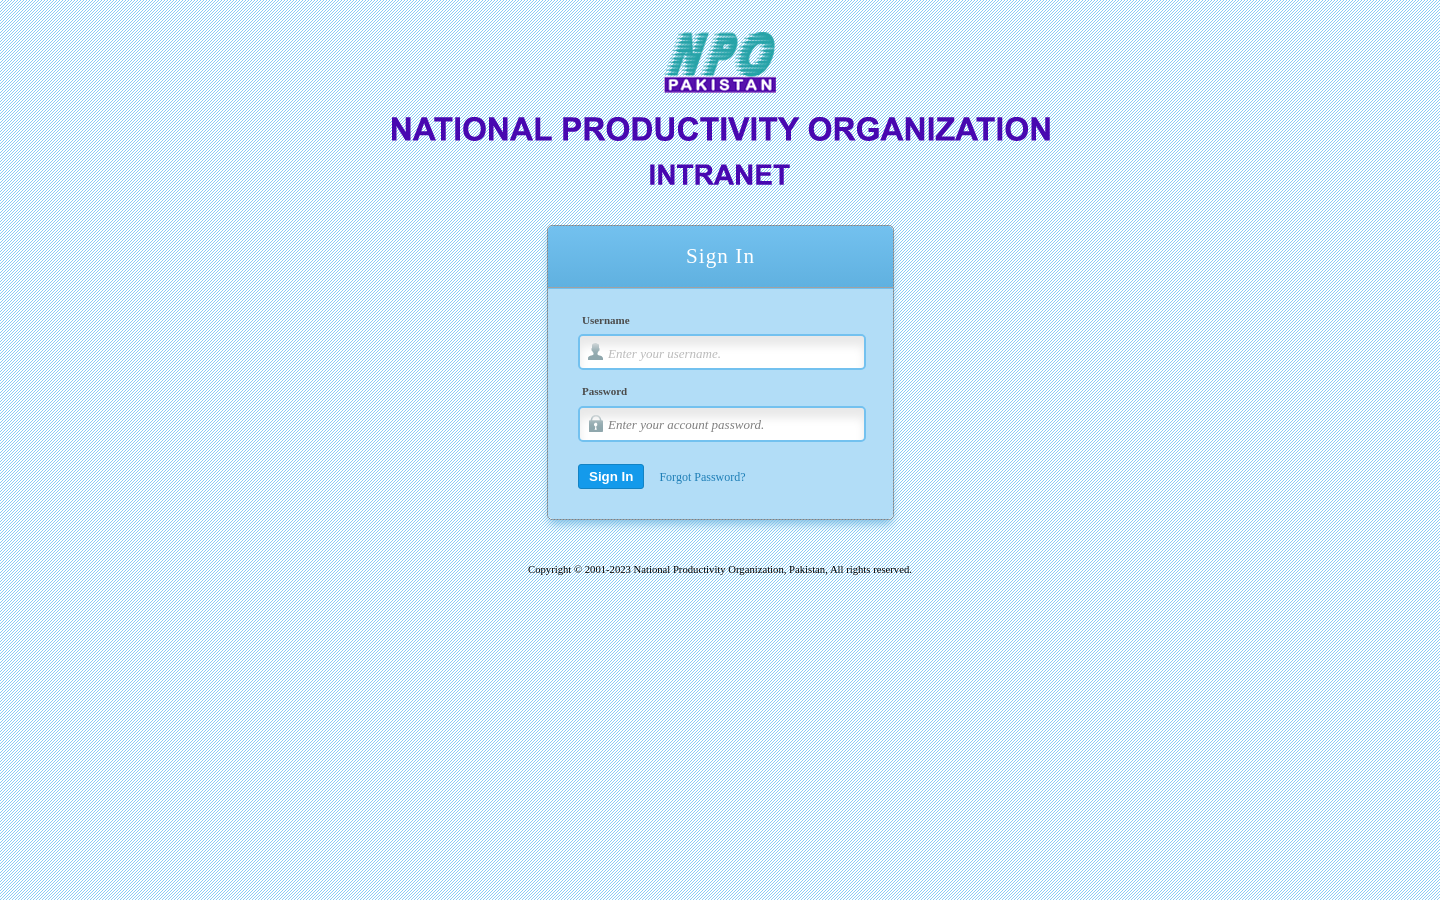 NPO
PAKISTAN
NATIONAL PRODUCTIVITY ORGANIZATION
INTRANET
Sign In
Username
Enter your username.
Password
Enter your account password.
Sign In Forgot Password?
Copyright © 2001-2023 National Productivity Organization, Pakistan, All rights reserved.